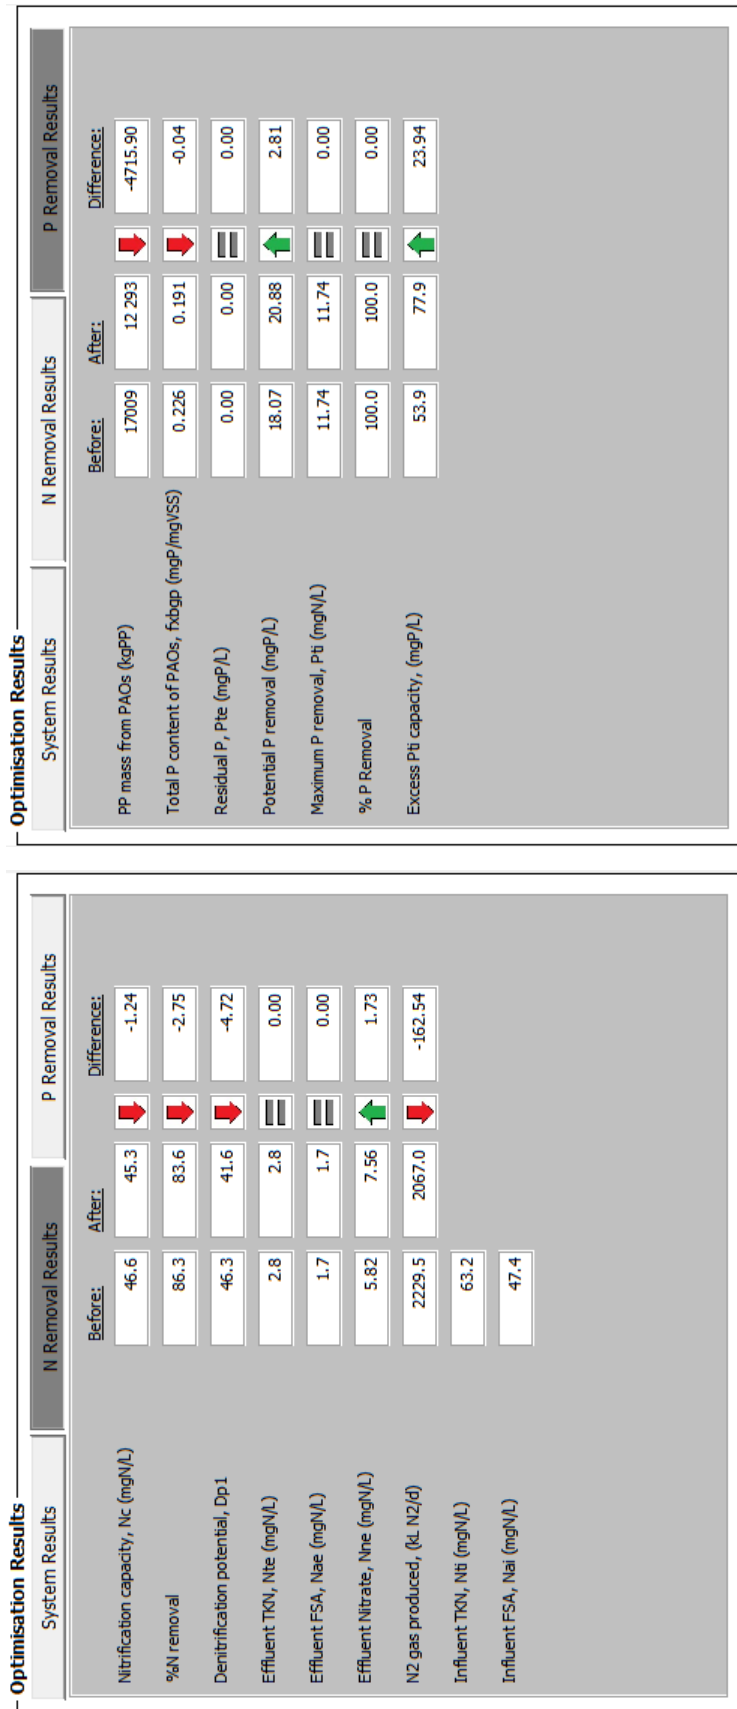 Optimisation Results
System Results N Removal Results P Removal Results
Before: After: Difference:
Nitrification capacity, Nc (mgN/L) 46.6 45.3 -1.24
%N removal 86.3 83.6 -2.75
Denitrification potential, Dp1 46.3 41.6 -4.72
Effluent TKN, Nte (mgN/L) 2.8 2.8 0.00
Effluent FSA, Nae (mgN/L) 1.7 1.7 0.00
Effluent Nitrate, Nne (mgN/L) 5.82 7.56 1.73
N2 gas produced, (kL N2/d) 2229.5 2067.0 -162.54
Influent TKN, Nti (mgN/L) 63.2
Influent FSA, Nai (mgN/L) 47.4
Optimisation Results
System Results N Removal Results P Removal Results
Before: After: Difference:
PP mass from PAOs (kgPP) 17009 12 293 -4715.90
Total P content of PAOs, fxbgp (mgP/mgVSS) 0.226 0.191 -0.04
Residual P, Pte (mgP/L) 0.00 0.00 0.00
Potential P removal (mgP/L) 18.07 20.88 2.81
Maximum P removal, Pti (mgN/L) 11.74 11.74 0.00
% P Removal 100.0 100.0 0.00
Excess Pti capacity, (mgP/L) 53.9 77.9 23.94